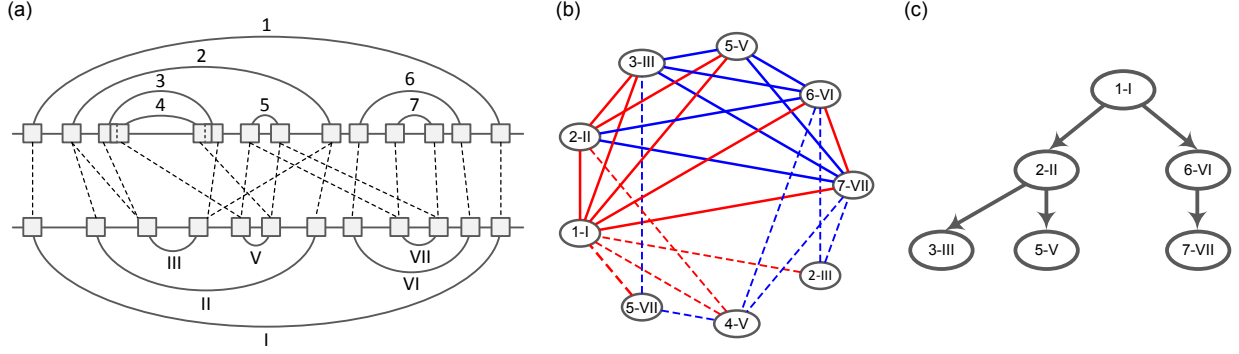 (a)
1
2
3
4
5
6
7
III
V
VII
II
VI
I
(b)
5-V
3-III
6-VI
2-II
7-VII
1-I
2-III
5-VII
4-V
(c)
1-I
2-II
6-VI
3-III
5-V
7-VII